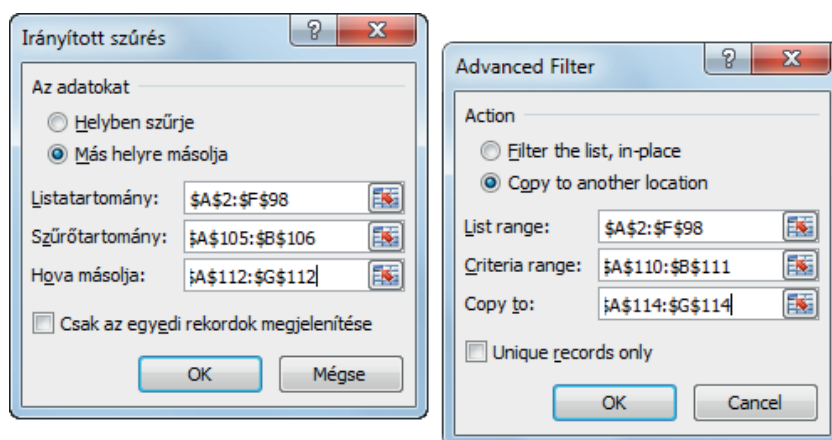 Irányított szűrés
Az adatokat
Helyben szűrje
Más helyre másolja
Listatartomány: $A$2:$F$98
Szűrőtartomány: $A$105:$B$106
Hova másolja: $A$112:$G$112
Csak az egyedi rekordok megjelenítése
OK Mégse
Advanced Filter
Action
Filter the list, in-place
Copy to another location
List range: $A$2:$F$98
Criteria range: $A$110:$B$111
Copy to: $A$114:$G$114
Unique records only
OK Cancel